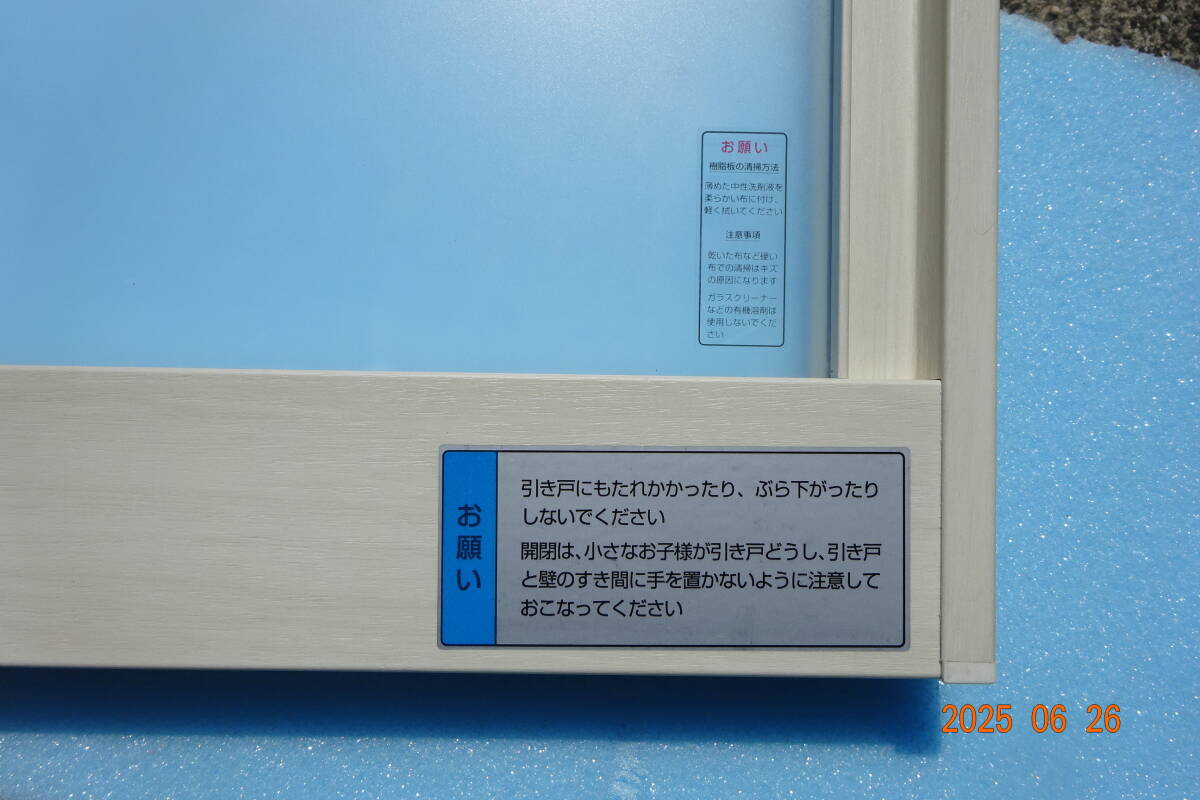 お願い
樹脂板の清掃方法
薄めた中性洗剤液を
柔らかい布に付け、
軽く拭いてください
注意事項
乾いた布など硬い
布での清掃はキズ
の原因になります
ガラスクリーナー
などの有機溶剤は
使用しないでくだ
さい
お願い
引き戸にもたれかかったり、ぶら下がったり
しないでください
開閉は、小さなお子様が引き戸どうし、引き戸
と壁のすき間に手を置かないように注意して
おこなってください
2025 06 26